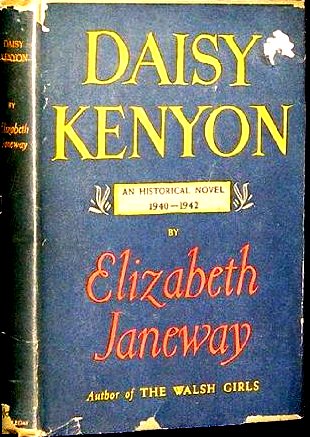 DAISY
KENYON
BY
Elizabeth
Janeway
DAISY
KENYON
AN HISTORICAL NOVEL
1940—1942
BY
Elizabeth
Janeway
Author of THE WALSH GIRLS